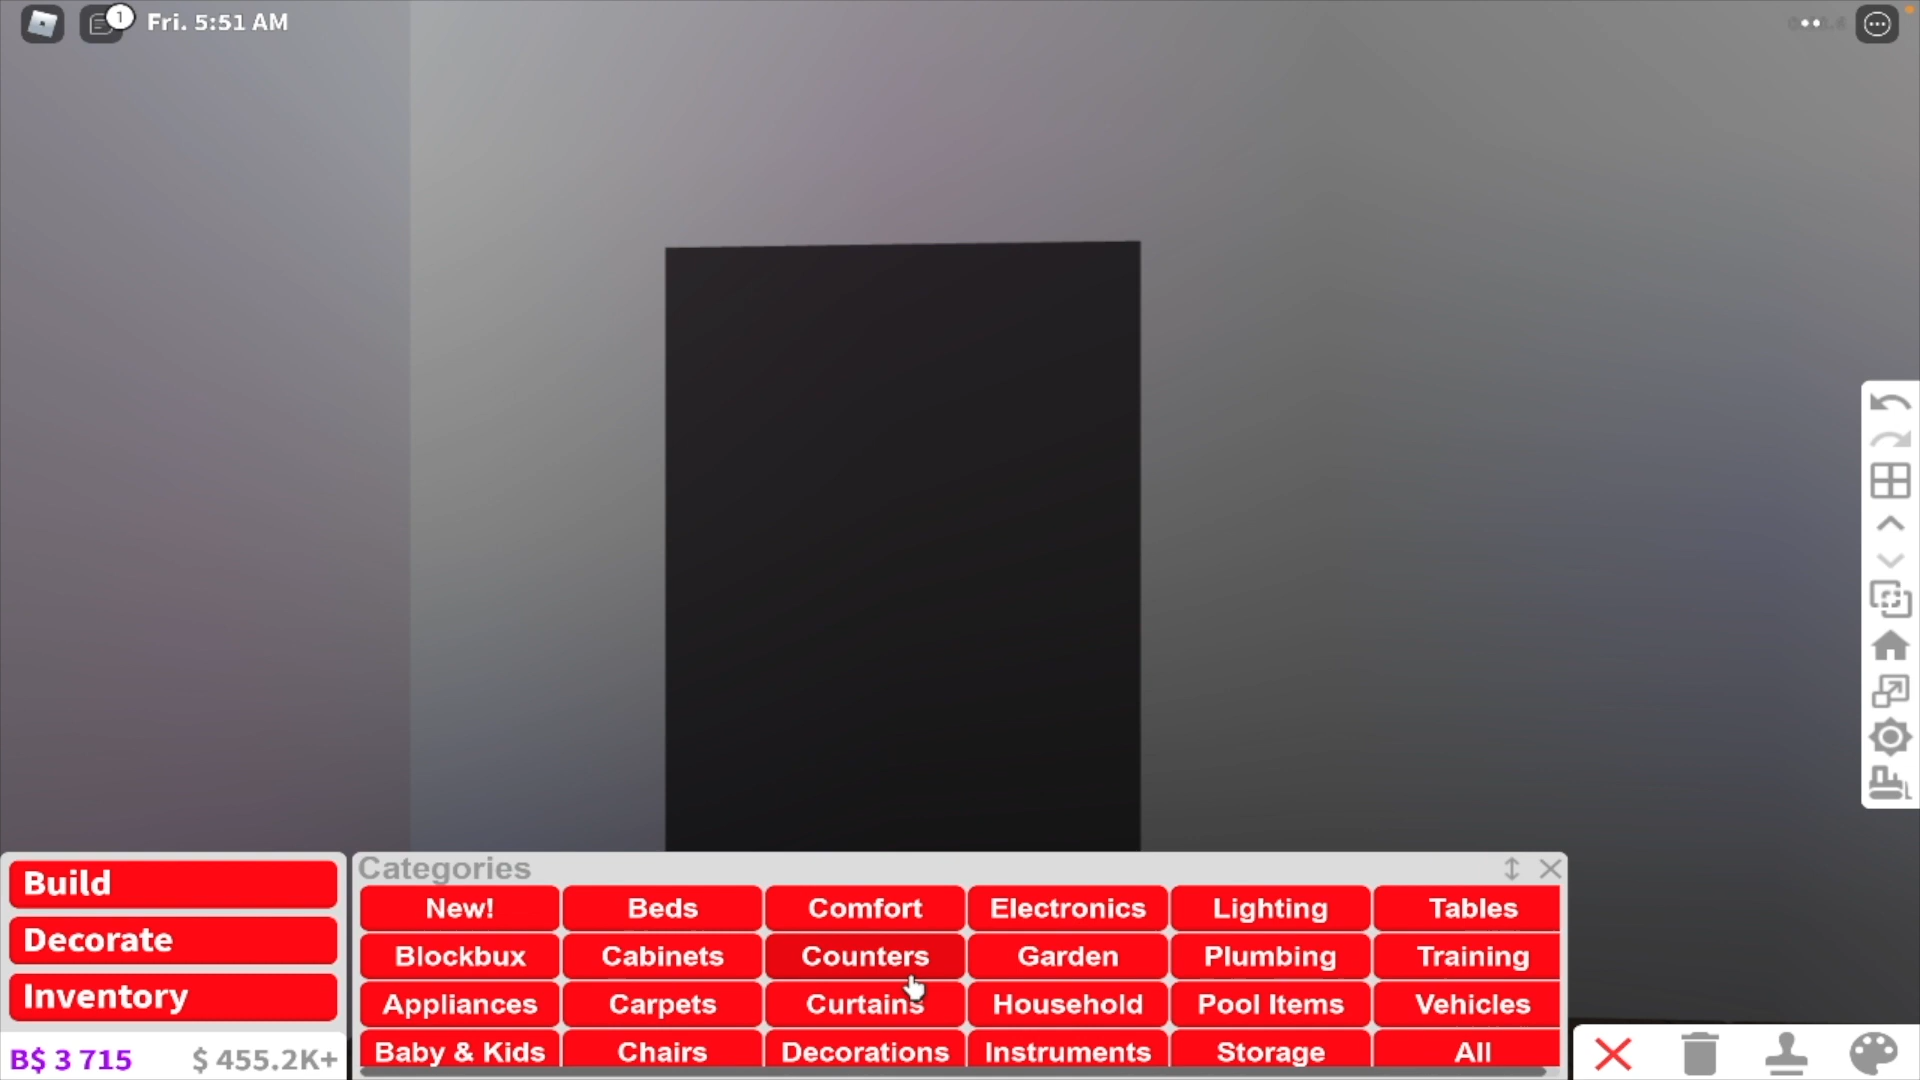 1 Fri. 5:51 AM
Build
Decorate
Inventory
B$ 3 715 $ 455.2K+
Categories
New! Beds Comfort Electronics Lighting Tables
Blockbux Cabinets Counters Garden Plumbing Training
Appliances Carpets Curtains Household Pool Items Vehicles
Baby & Kids Chairs Decorations Instruments Storage All